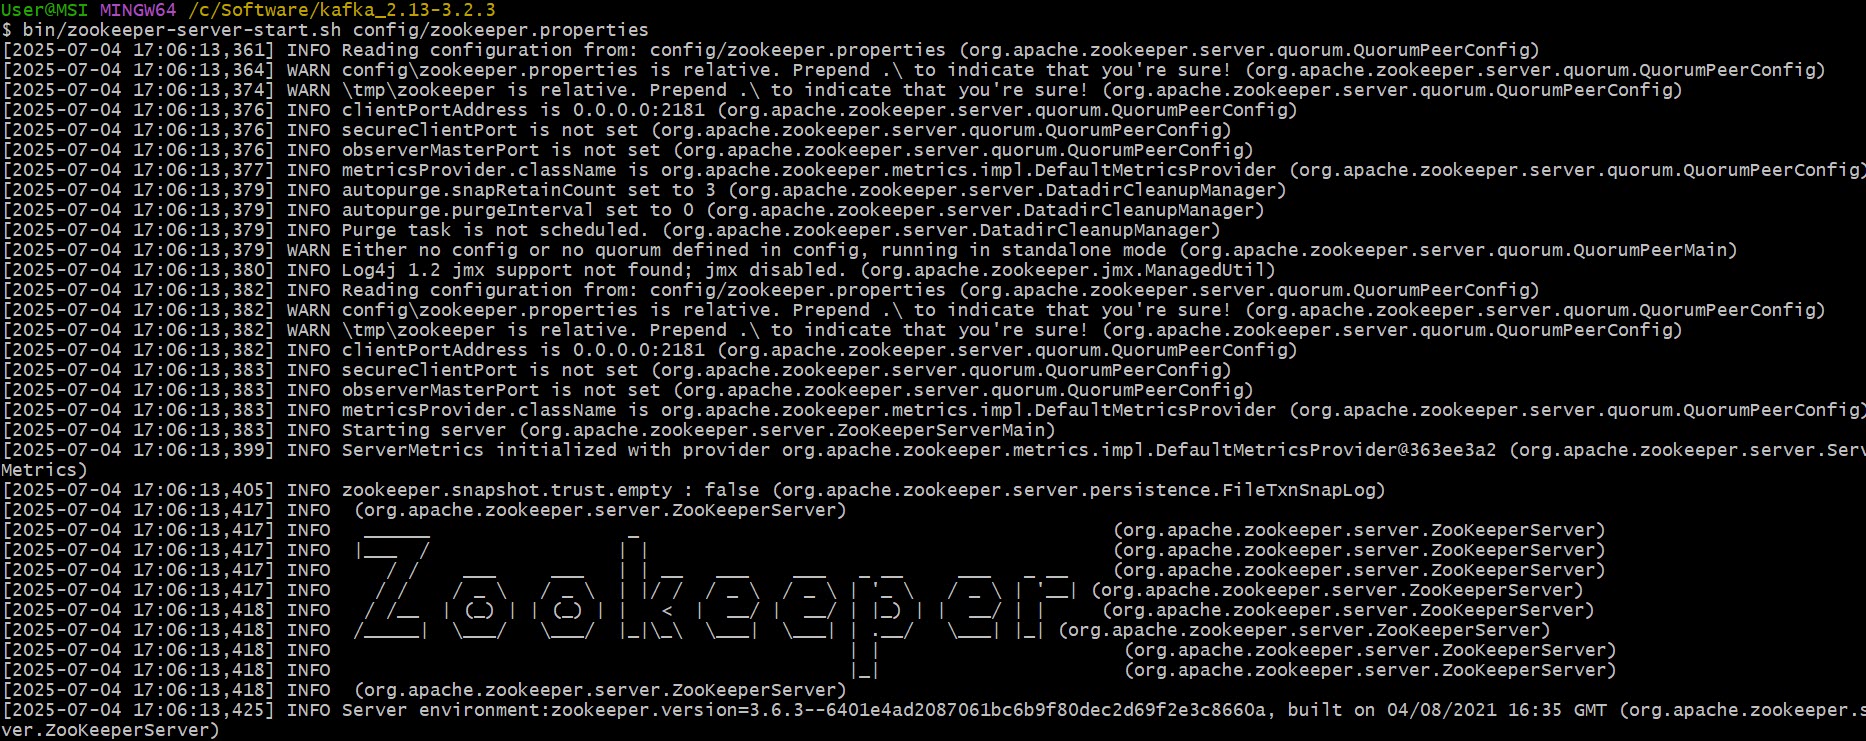 User@MSI MINGW64 /c/Software/kafka_2.13-3.2.3
$ bin/zookeeper-server-start.sh config/zookeeper.properties
[2025-07-04 17:06:13,361] INFO Reading configuration from: config/zookeeper.properties (org.apache.zookeeper.server.quorum.QuorumPeerConfig)
[2025-07-04 17:06:13,364] WARN config\zookeeper.properties is relative. Prepend .\ to indicate that you're sure! (org.apache.zookeeper.server.quorum.QuorumPeerConfig)
[2025-07-04 17:06:13,374] WARN \tmp\zookeeper is relative. Prepend .\ to indicate that you're sure! (org.apache.zookeeper.server.quorum.QuorumPeerConfig)
[2025-07-04 17:06:13,376] INFO clientPortAddress is 0.0.0.0:2181 (org.apache.zookeeper.server.quorum.QuorumPeerConfig)
[2025-07-04 17:06:13,376] INFO secureClientPort is not set (org.apache.zookeeper.server.quorum.QuorumPeerConfig)
[2025-07-04 17:06:13,376] INFO observerMasterPort is not set (org.apache.zookeeper.server.quorum.QuorumPeerConfig)
[2025-07-04 17:06:13,377] INFO metricsProvider.className is org.apache.zookeeper.metrics.impl.DefaultMetricsProvider (org.apache.zookeeper.server.quorum.QuorumPeerConfig)
[2025-07-04 17:06:13,379] INFO autopurge.snapRetainCount set to 3 (org.apache.zookeeper.server.DatadirCleanupManager)
[2025-07-04 17:06:13,379] INFO autopurge.purgeInterval set to 0 (org.apache.zookeeper.server.DatadirCleanupManager)
[2025-07-04 17:06:13,379] INFO Purge task is not scheduled. (org.apache.zookeeper.server.DatadirCleanupManager)
[2025-07-04 17:06:13,379] WARN Either no config or no quorum defined in config, running in standalone mode (org.apache.zookeeper.server.quorum.QuorumPeerMain)
[2025-07-04 17:06:13,380] INFO Log4j 1.2 jmx support not found; jmx disabled. (org.apache.zookeeper.jmx.ManagedUtil)
[2025-07-04 17:06:13,382] INFO Reading configuration from: config/zookeeper.properties (org.apache.zookeeper.server.quorum.QuorumPeerConfig)
[2025-07-04 17:06:13,382] WARN config\zookeeper.properties is relative. Prepend .\ to indicate that you're sure! (org.apache.zookeeper.server.quorum.QuorumPeerConfig)
[2025-07-04 17:06:13,382] WARN \tmp\zookeeper is relative. Prepend .\ to indicate that you're sure! (org.apache.zookeeper.server.quorum.QuorumPeerConfig)
[2025-07-04 17:06:13,382] INFO clientPortAddress is 0.0.0.0:2181 (org.apache.zookeeper.server.quorum.QuorumPeerConfig)
[2025-07-04 17:06:13,383] INFO secureClientPort is not set (org.apache.zookeeper.server.quorum.QuorumPeerConfig)
[2025-07-04 17:06:13,383] INFO observerMasterPort is not set (org.apache.zookeeper.server.quorum.QuorumPeerConfig)
[2025-07-04 17:06:13,383] INFO metricsProvider.className is org.apache.zookeeper.metrics.impl.DefaultMetricsProvider (org.apache.zookeeper.server.quorum.QuorumPeerConfig)
[2025-07-04 17:06:13,383] INFO Starting server (org.apache.zookeeper.server.ZooKeeperServerMain)
[2025-07-04 17:06:13,399] INFO ServerMetrics initialized with provider org.apache.zookeeper.metrics.impl.DefaultMetricsProvider@363ee3a2 (org.apache.zookeeper.server.Serv
Metrics)
[2025-07-04 17:06:13,405] INFO zookeeper.snapshot.trust.empty : false (org.apache.zookeeper.server.persistence.FileTxnSnapLog)
[2025-07-04 17:06:13,417] INFO  (org.apache.zookeeper.server.ZooKeeperServer)
[2025-07-04 17:06:13,417] INFO   ______                  _                                           (org.apache.zookeeper.server.ZooKeeperServer)
[2025-07-04 17:06:13,417] INFO  |___  /                 | |                                          (org.apache.zookeeper.server.ZooKeeperServer)
[2025-07-04 17:06:13,417] INFO     / /    ___     ___   | | __   ___    ___   _ __     ___   _ __    (org.apache.zookeeper.server.ZooKeeperServer)
[2025-07-04 17:06:13,417] INFO    / /    / _ \   / _ \  | |/ /  / _ \  / _ \ | '_ \   / _ \ | '__| (org.apache.zookeeper.server.ZooKeeperServer)
[2025-07-04 17:06:13,418] INFO   / /__  | (_) | | (_) | |   <  |  __/ |  __/ | |_) | |  __/ | |     (org.apache.zookeeper.server.ZooKeeperServer)
[2025-07-04 17:06:13,418] INFO  /_____|  \___/   \___/  |_|\_\  \___|  \___| | .__/   \___| |_| (org.apache.zookeeper.server.ZooKeeperServer)
[2025-07-04 17:06:13,418] INFO                                               | |                      (org.apache.zookeeper.server.ZooKeeperServer)
[2025-07-04 17:06:13,418] INFO                                               |_|                      (org.apache.zookeeper.server.ZooKeeperServer)
[2025-07-04 17:06:13,418] INFO  (org.apache.zookeeper.server.ZooKeeperServer)
[2025-07-04 17:06:13,425] INFO Server environment:zookeeper.version=3.6.3--6401e4ad2087061bc6b9f80dec2d69f2e3c8660a, built on 04/08/2021 16:35 GMT (org.apache.zookeeper.s
ver.ZooKeeperServer)